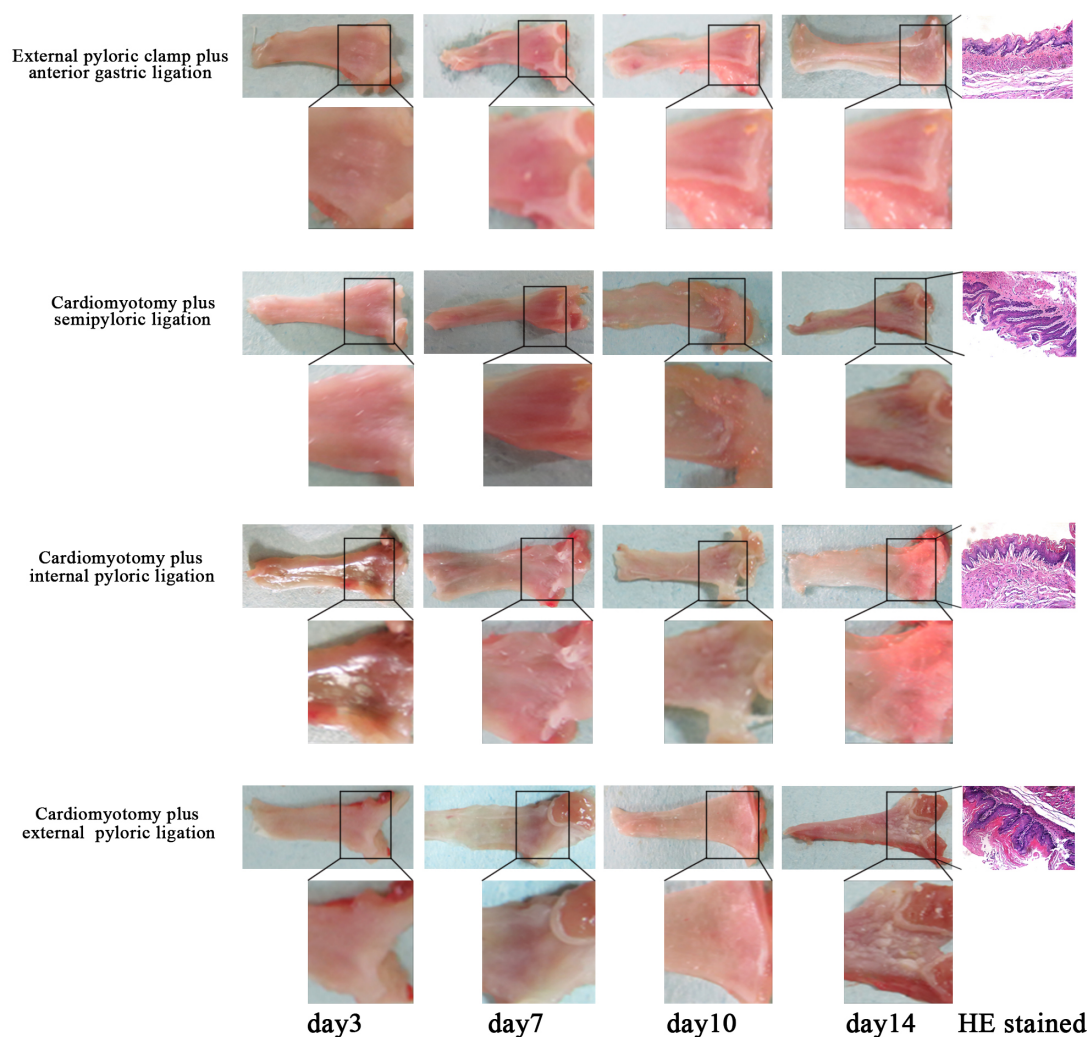 External pyloric clamp plus
anterior gastric ligation
Cardiomyotomy plus
semipyloric ligation
Cardiomyotomy plus
internal pyloric ligation
Cardiomyotomy plus
external pyloric ligation
day3 day7 day10 day14 HE stained